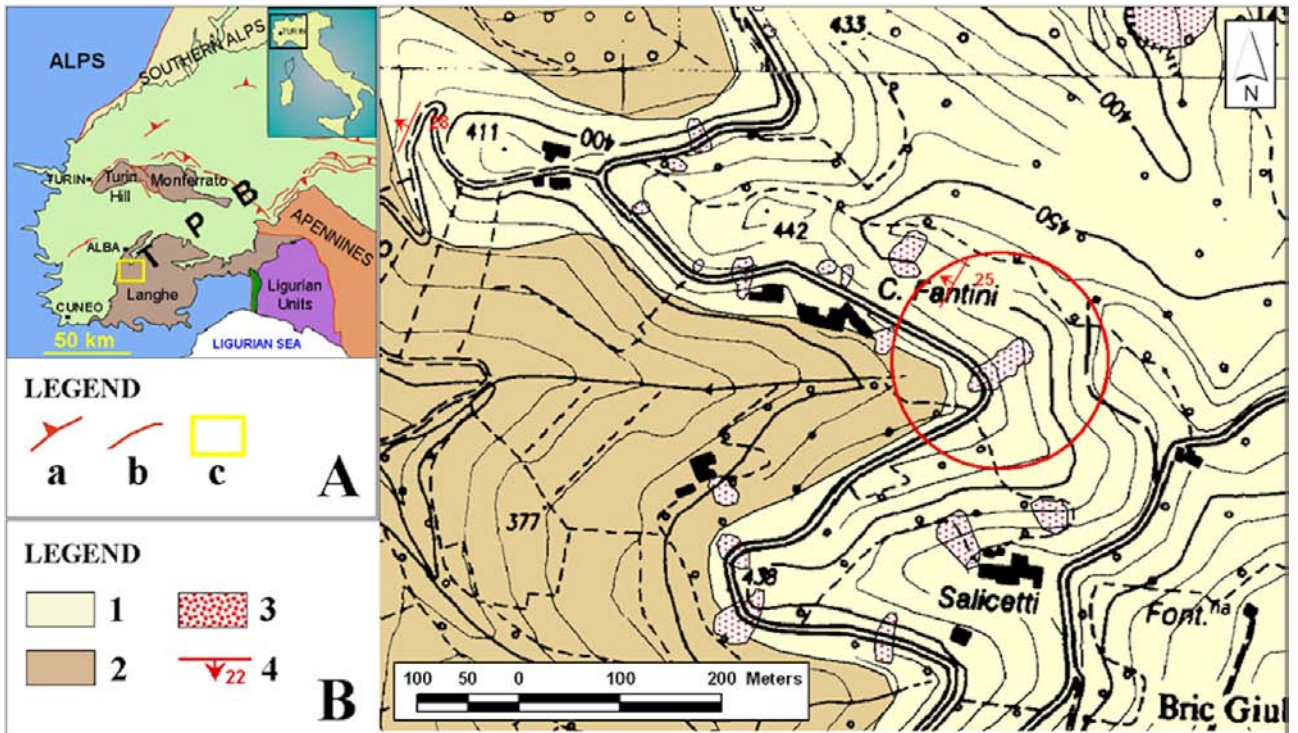 ALPS
SOUTHERN ALPS
TURIN
TURIN
Turin
Hill
Monferrato
T P B
APENNINES
ALBA
Langhe
Ligurian
Units
CUNEO
50 km
LIGURIAN SEA
LEGEND
a b c
A
LEGEND
1 3
2 4
22
B
433
N
400
28
411
400
450
442
25
C. Fantini
377
438
Salicetti
Font.na
Bric Giul
100 50 0 100 200 Meters